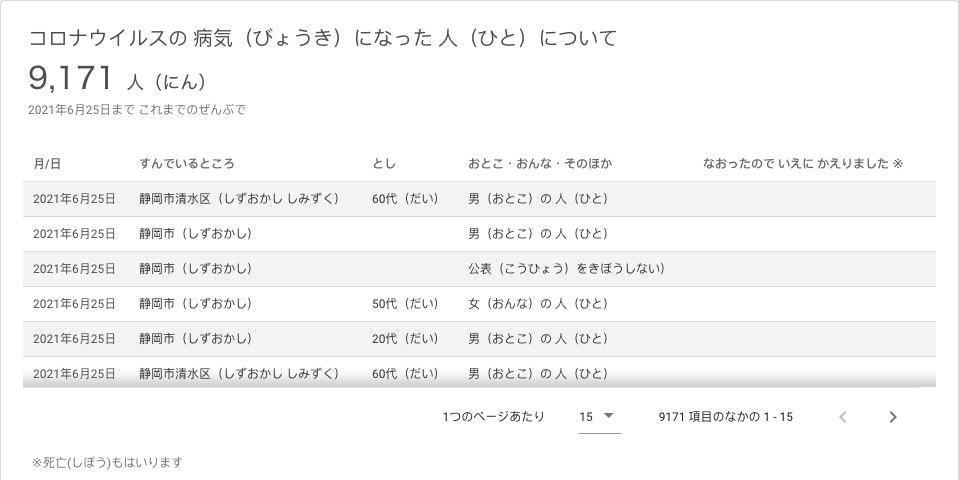 コロナウイルスの 病気（びょうき）になった 人（ひと）について
9,171 人（にん）
2021年6月25日まで これまでのぜんぶで
月/日 すんでいるところ とし おとこ・おんな・そのほか なおったので いえに かえりました ※
2021年6月25日 静岡市清水区（しずおかし しみずく） 60代（だい） 男（おとこ）の 人（ひと）
2021年6月25日 静岡市（しずおかし） 男（おとこ）の 人（ひと）
2021年6月25日 静岡市（しずおかし） 公表（こうひょう）をきぼうしない）
2021年6月25日 静岡市（しずおかし） 50代（だい） 女（おんな）の 人（ひと）
2021年6月25日 静岡市（しずおかし） 20代（だい） 男（おとこ）の 人（ひと）
2021年6月25日 静岡市清水区（しずおかし しみずく） 60代（だい） 男（おとこ）の 人（ひと）
1つのページあたり 15 9171 項目のなかの 1 - 15
※死亡(しぼう)もはいります